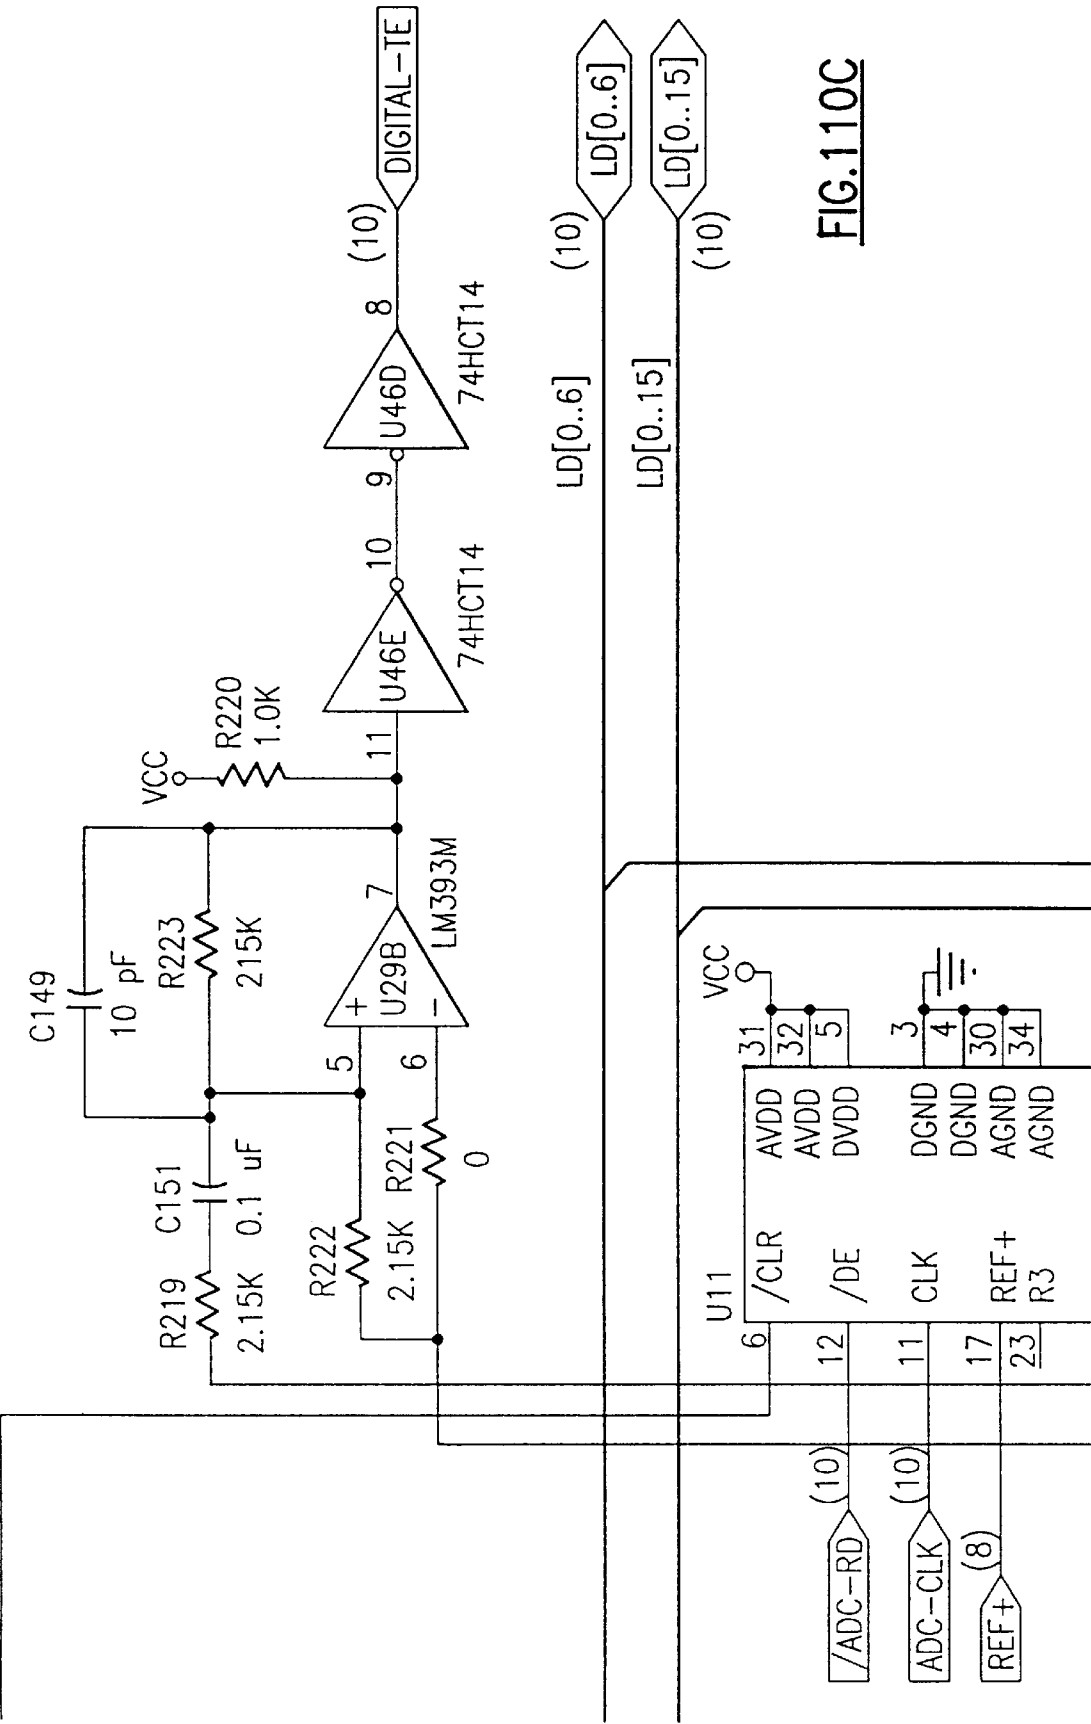 C149
10 pF
R223
215K
VCC
R220
1.0K
R219
2.15K
C151
0.1 uF
R222
2.15K
R221
0
5
6
+
-
U29B
7
LM393M
11
U46E
10
74HCT14
9
U46D
8
74HCT14
(10)
DIGITAL-TE
LD[0..6]
(10)
LD[0..6]
LD[0..15]
(10)
LD[0..15]
U11
6
/CLR
12
/DE
11
CLK
17
REF+
23
R3
AVDD
31
AVDD
32
DVDD
5
DGND
3
DGND
4
AGND
30
AGND
34
VCC
/ADC-RD
(10)
ADC-CLK
(10)
REF+
(8)
FIG.110C